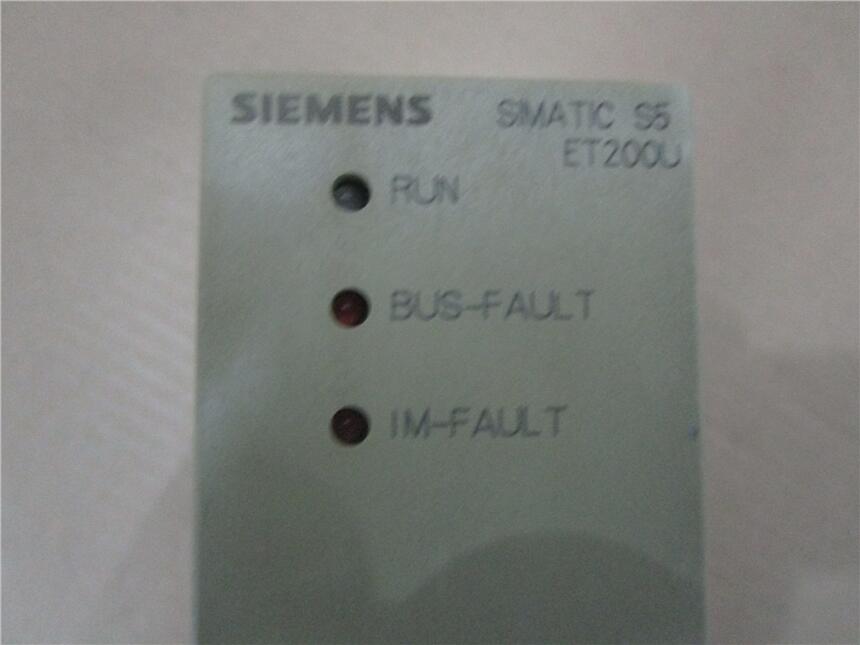 SIEMENS SIMATIC S5
ET200U
RUN
BUS-FAULT
IM-FAULT